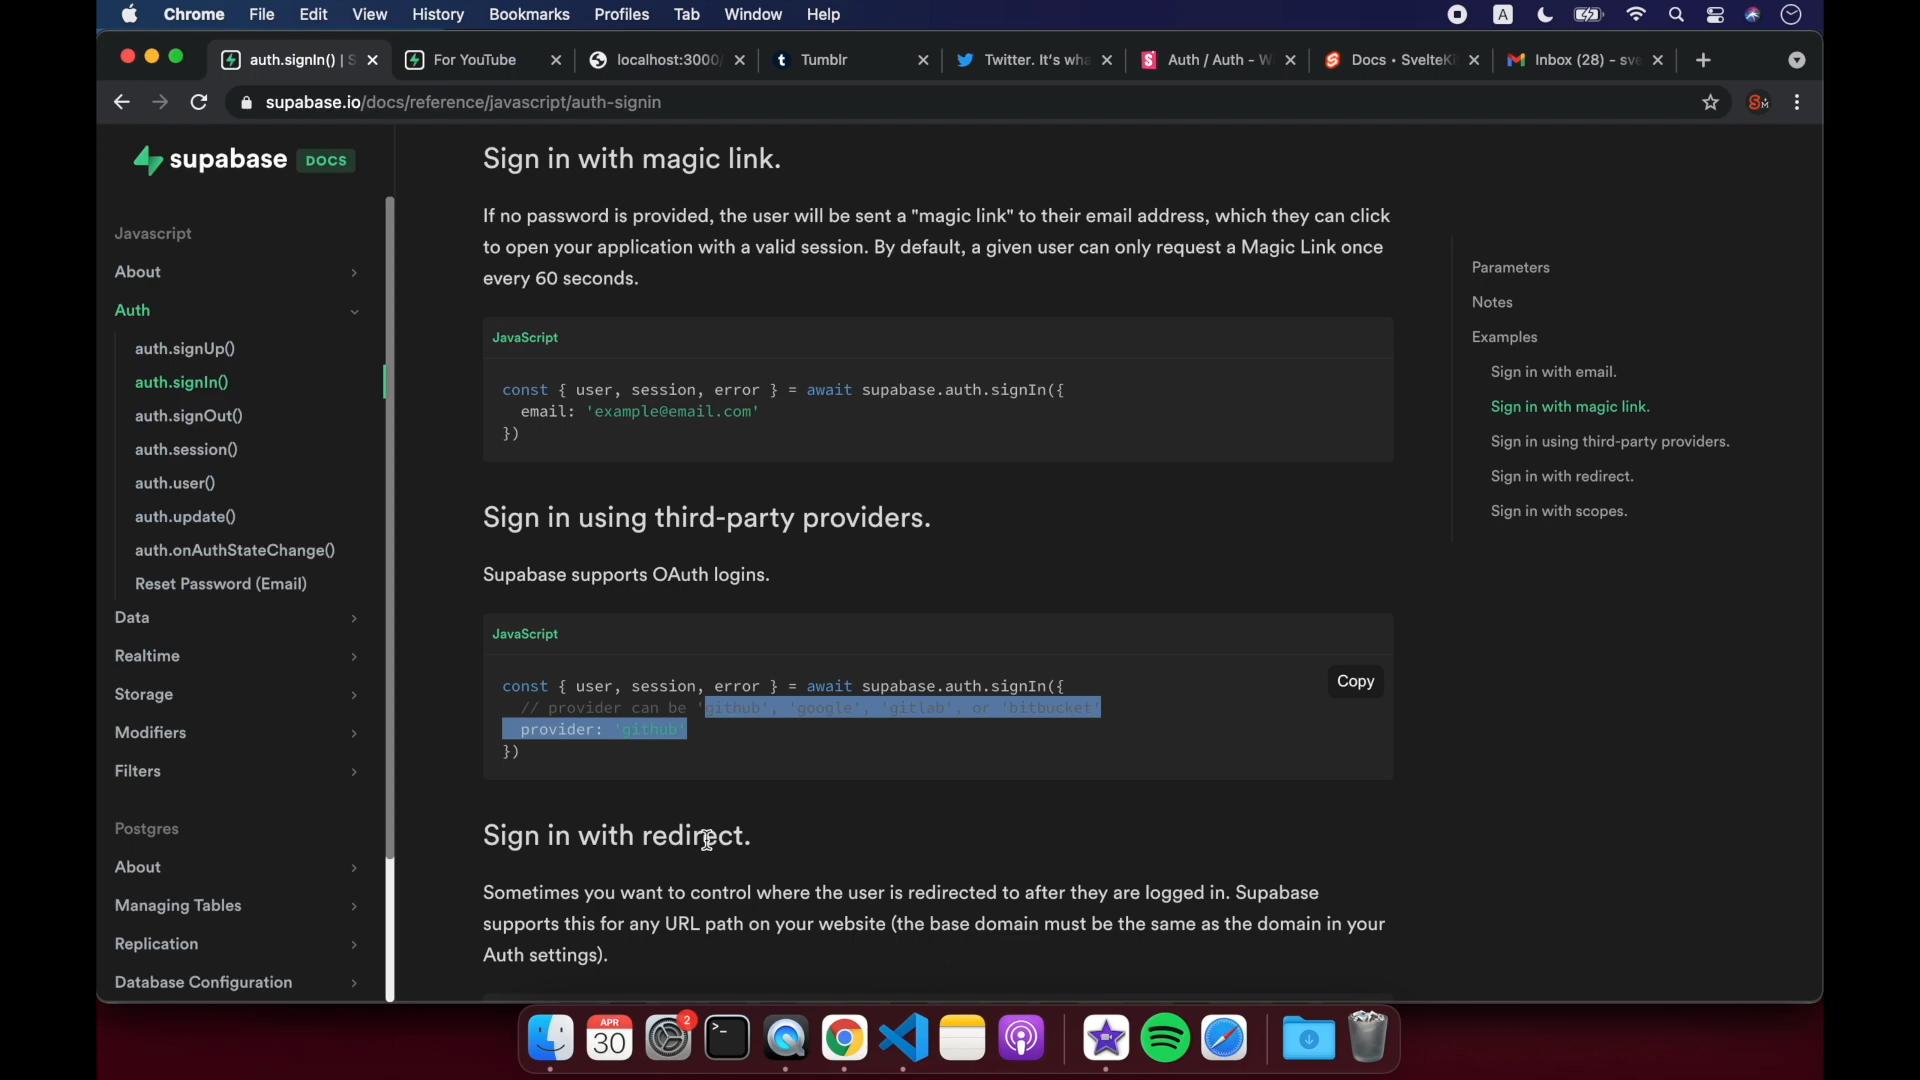 Chrome File Edit View History Bookmarks Profiles Tab Window Help
A
auth.signIn() | S
For YouTube
localhost:3000/
Tumblr
Twitter. It's wha
Auth / Auth - W
Docs • SvelteKi
Inbox (28) - sve
supabase.io/docs/reference/javascript/auth-signin
supabase DOCS
Javascript
About
Auth
auth.signUp()
auth.signIn()
auth.signOut()
auth.session()
auth.user()
auth.update()
auth.onAuthStateChange()
Reset Password (Email)
Data
Realtime
Storage
Modifiers
Filters
Postgres
About
Managing Tables
Replication
Database Configuration
Sign in with magic link.
If no password is provided, the user will be sent a "magic link" to their email address, which they can click
to open your application with a valid session. By default, a given user can only request a Magic Link once
every 60 seconds.
JavaScript
const { user, session, error } = await supabase.auth.signIn({
email: 'example@email.com'
})
Sign in using third-party providers.
Supabase supports OAuth logins.
JavaScript
const { user, session, error } = await supabase.auth.signIn({
// provider can be 'github', 'google', 'gitlab', or 'bitbucket'
provider: 'github'
})
Copy
Sign in with redirect.
Sometimes you want to control where the user is redirected to after they are logged in. Supabase
supports this for any URL path on your website (the base domain must be the same as the domain in your
Auth settings).
Parameters
Notes
Examples
Sign in with email.
Sign in with magic link.
Sign in using third-party providers.
Sign in with redirect.
Sign in with scopes.
APR
30
2